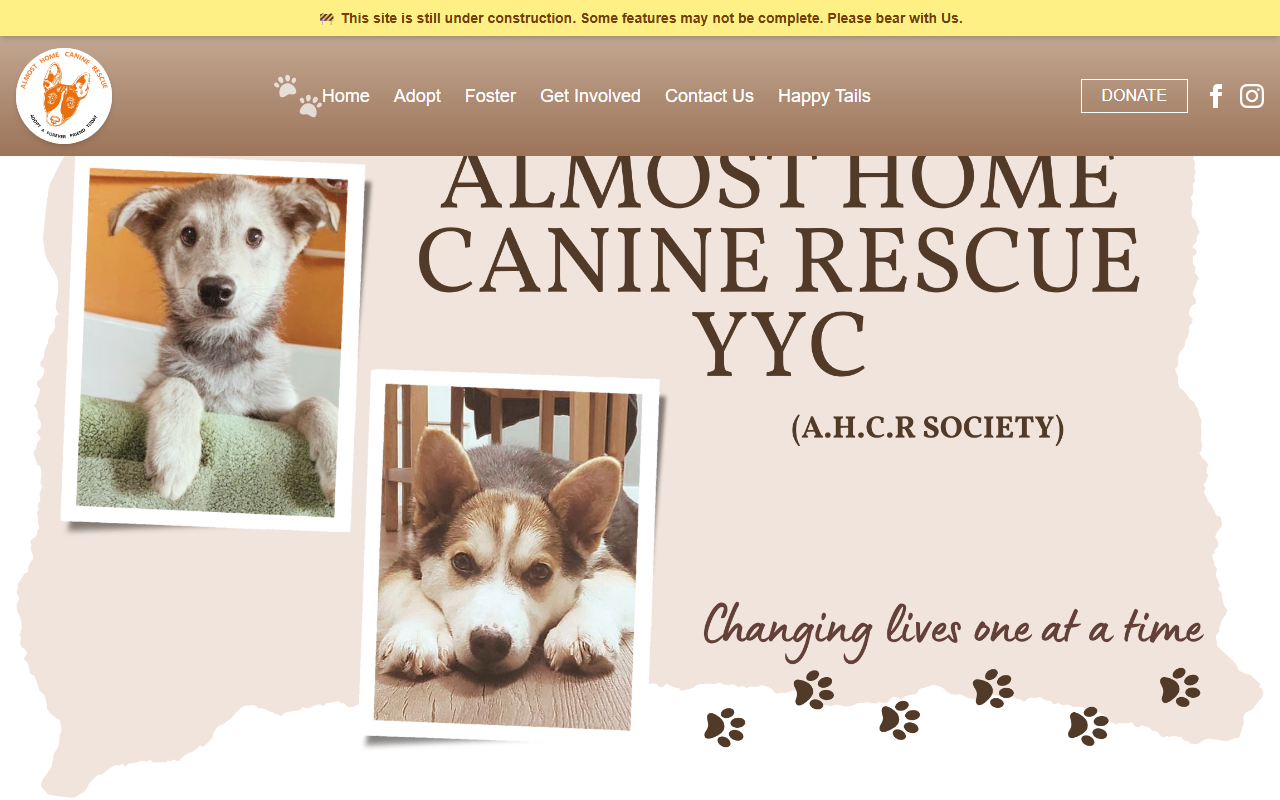 🚧 This site is still under construction. Some features may not be complete. Please bear with Us.
ALMOST HOME CANINE RESCUE
ADOPT A FUREVER FRIEND TODAY
Home Adopt Foster Get Involved Contact Us Happy Tails
DONATE
ALMOST HOME
CANINE RESCUE
YYC
(A.H.C.R SOCIETY)
Changing lives one at a time